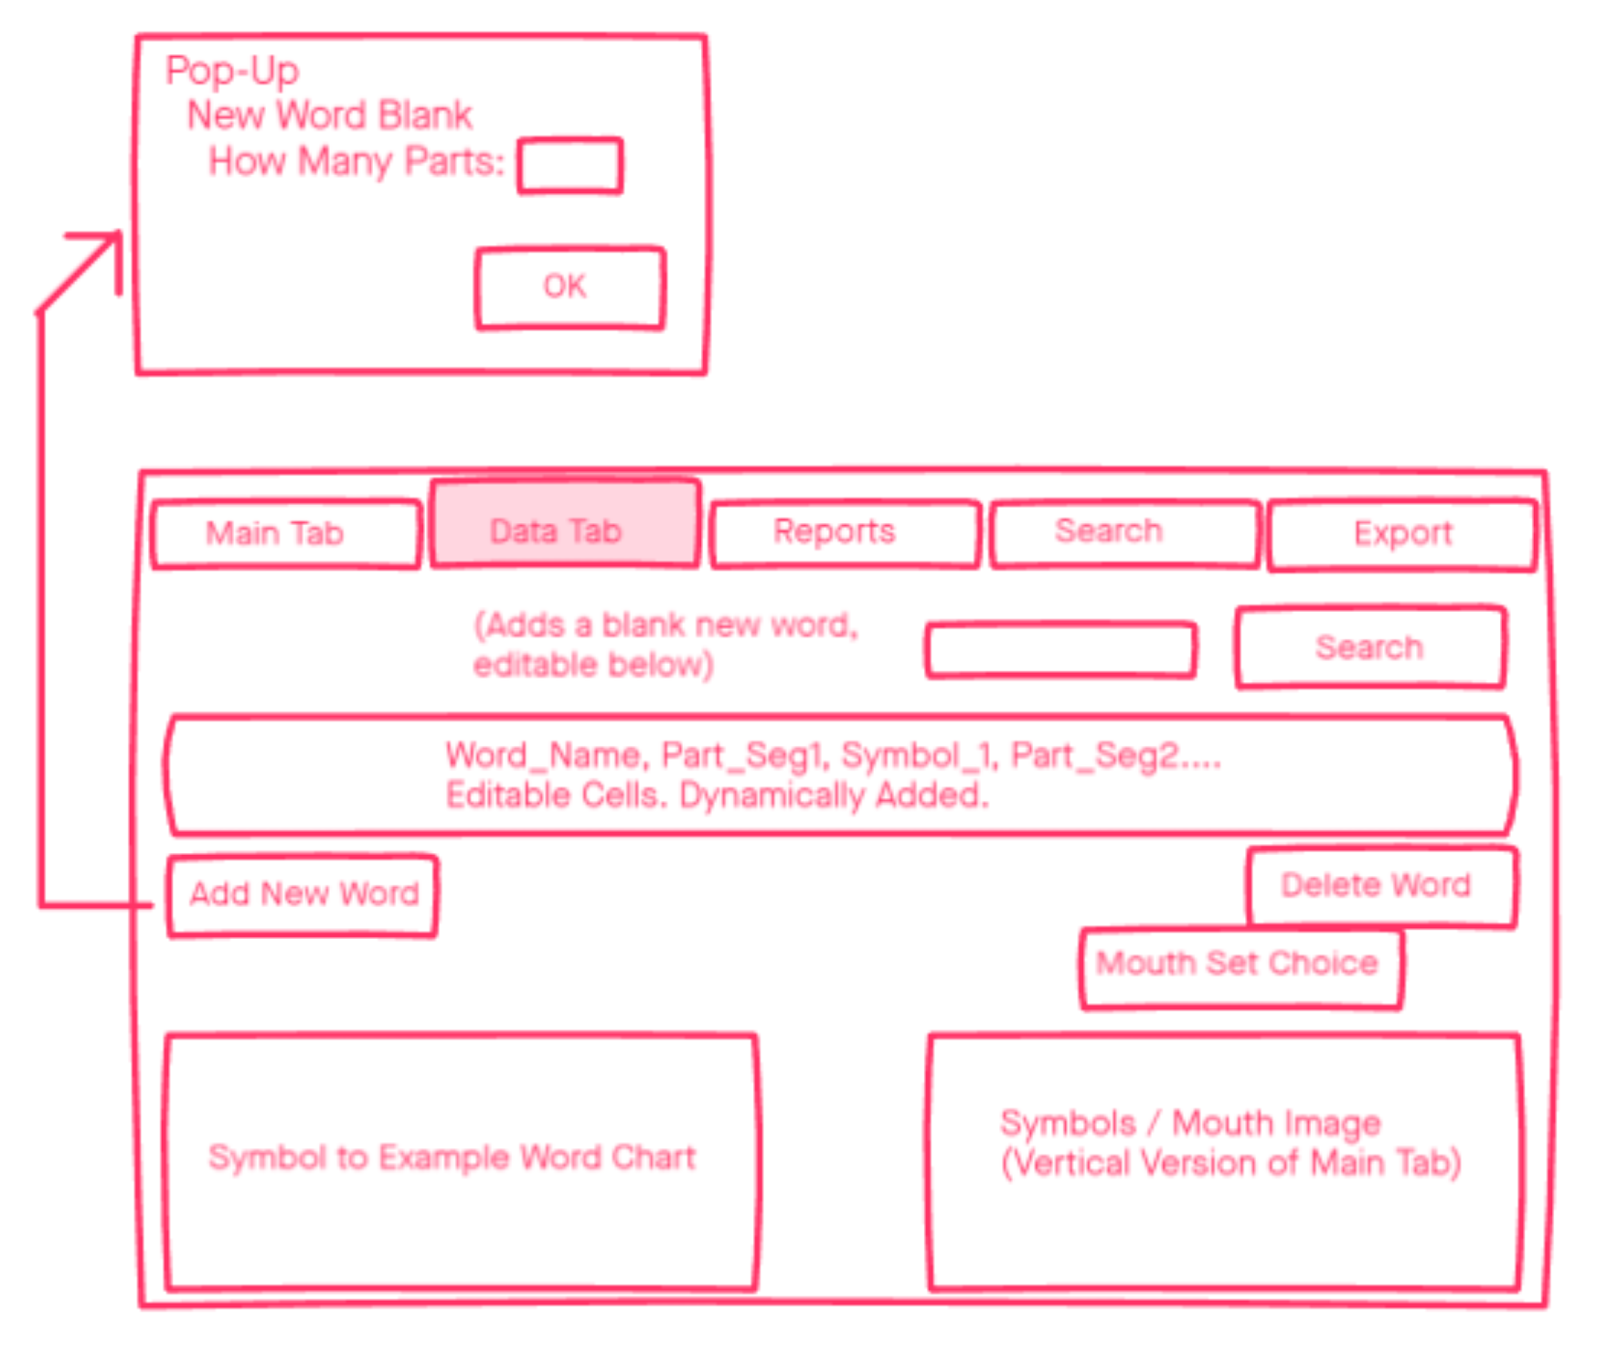 Pop-Up
New Word Blank
How Many Parts:
OK
Main Tab
Data Tab
Reports
Search
Export
(Adds a blank new word,
editable below)
Search
Word_Name, Part_Seg1, Symbol_1, Part_Seg2....
Editable Cells. Dynamically Added.
Add New Word
Delete Word
Mouth Set Choice
Symbol to Example Word Chart
Symbols / Mouth Image
(Vertical Version of Main Tab)